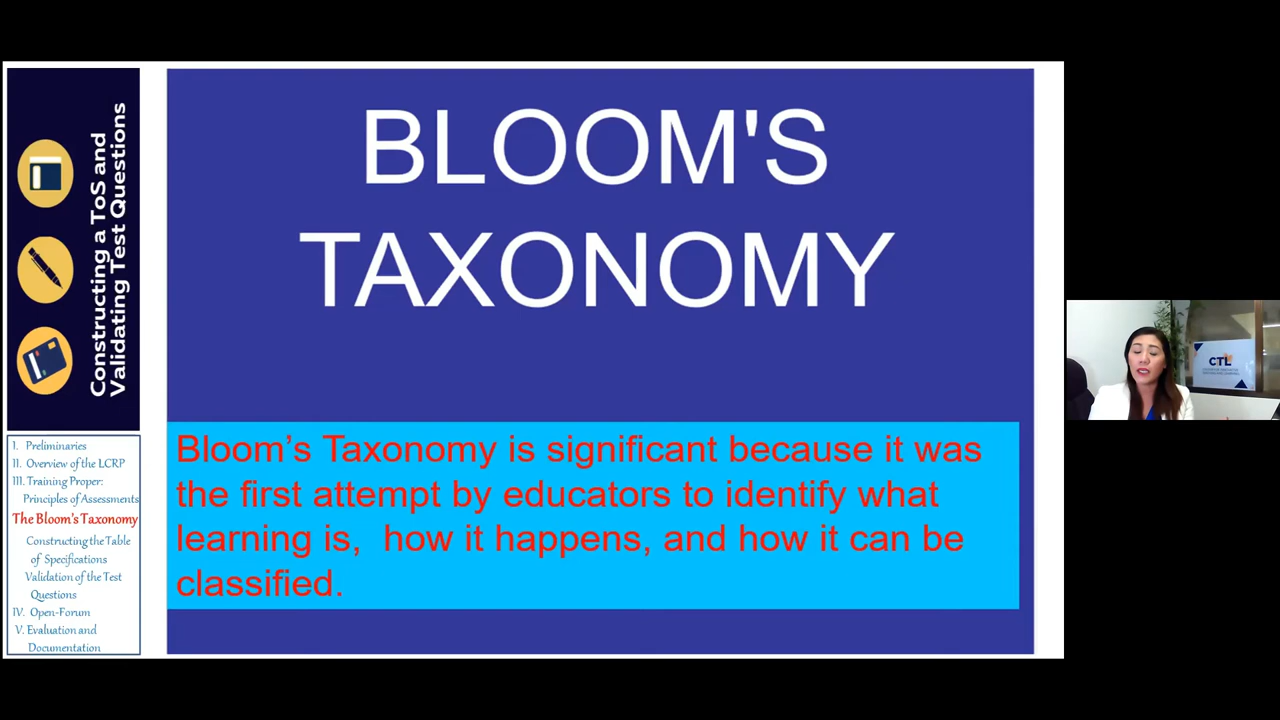 Constructing a ToS and
Validating Test Questions
I. Preliminaries
II. Overview of the LCRP
III. Training Proper:
Principles of Assessments
The Bloom's Taxonomy
Constructing the Table
of Specifications
Validation of the Test
Questions
IV. Open-Forum
V. Evaluation and
Documentation
BLOOM'S
TAXONOMY
Bloom’s Taxonomy is significant because it was
the first attempt by educators to identify what
learning is, how it happens, and how it can be
classified.
CTL